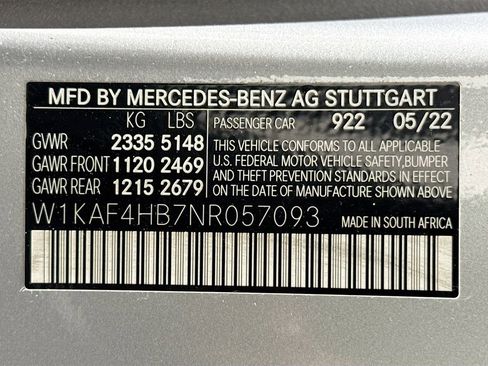 MFD BY MERCEDES-BENZ AG STUTTGART
KG LBS PASSENGER CAR 922 05/22
GVWR 2335 5148
GAWR FRONT 1120 2469
GAWR REAR 1215 2679
THIS VEHICLE CONFORMS TO ALL APPLICABLE
U.S. FEDERAL MOTOR VEHICLE SAFETY, BUMPER
AND THEFT PREVENTION STANDARDS IN EFFECT
ON THE DATE OF MANUFACTURE SHOWN ABOVE
W1KAF4HB7NR057093 MADE IN SOUTH AFRICA